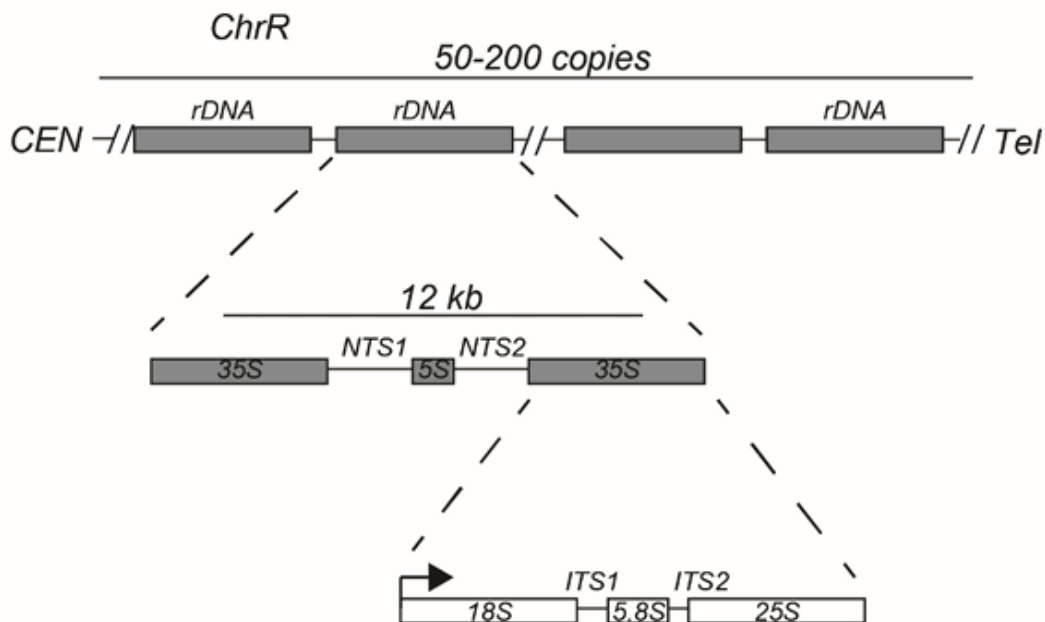 ChrR
50-200 copies
rDNA rDNA rDNA
CEN Tel
12 kb
NTS1 NTS2
35S 5S 35S
ITS1 ITS2
18S 5.8S 25S